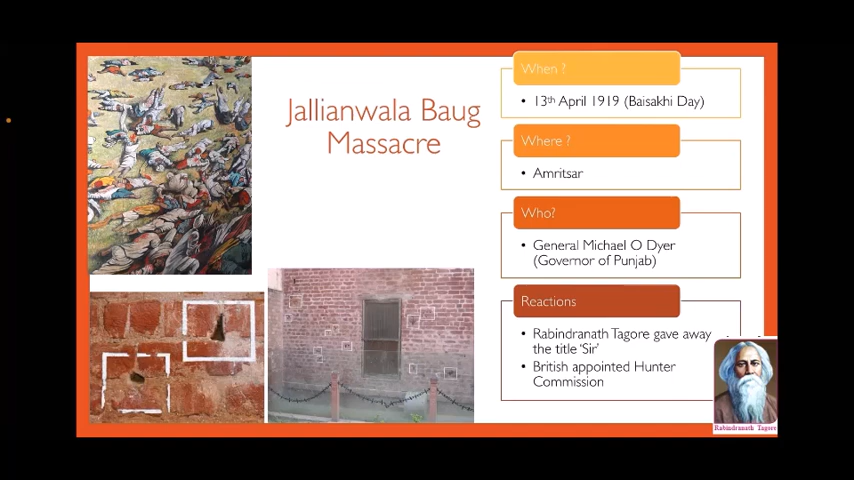 Jallianwala Baug
Massacre
When ?
• 13th April 1919 (Baisakhi Day)
Where ?
• Amritsar
Who?
• General Michael O Dyer
(Governor of Punjab)
Reactions
• Rabindranath Tagore gave away
the title ‘Sir’
• British appointed Hunter
Commission
Rabindranath Tagore